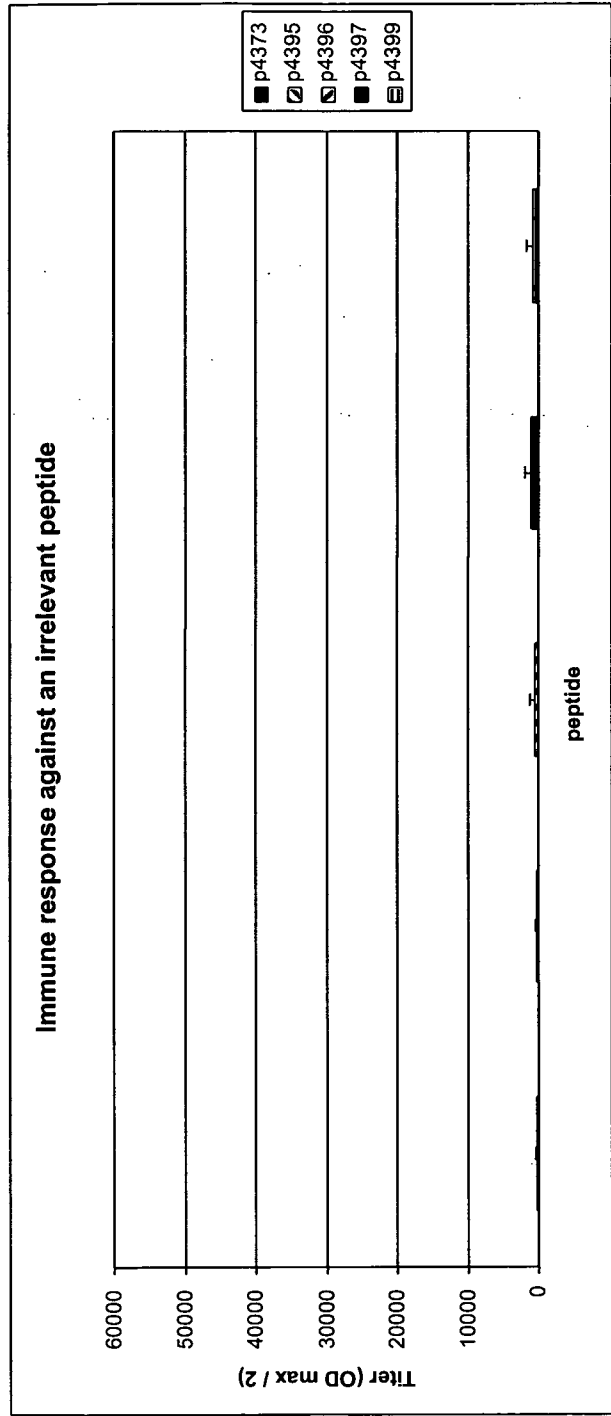 Immune response against an irrelevant peptide
60000
50000
40000
30000
20000
10000
0
Titer (OD max / 2)
peptide
p4373
p4395
p4396
p4397
p4399